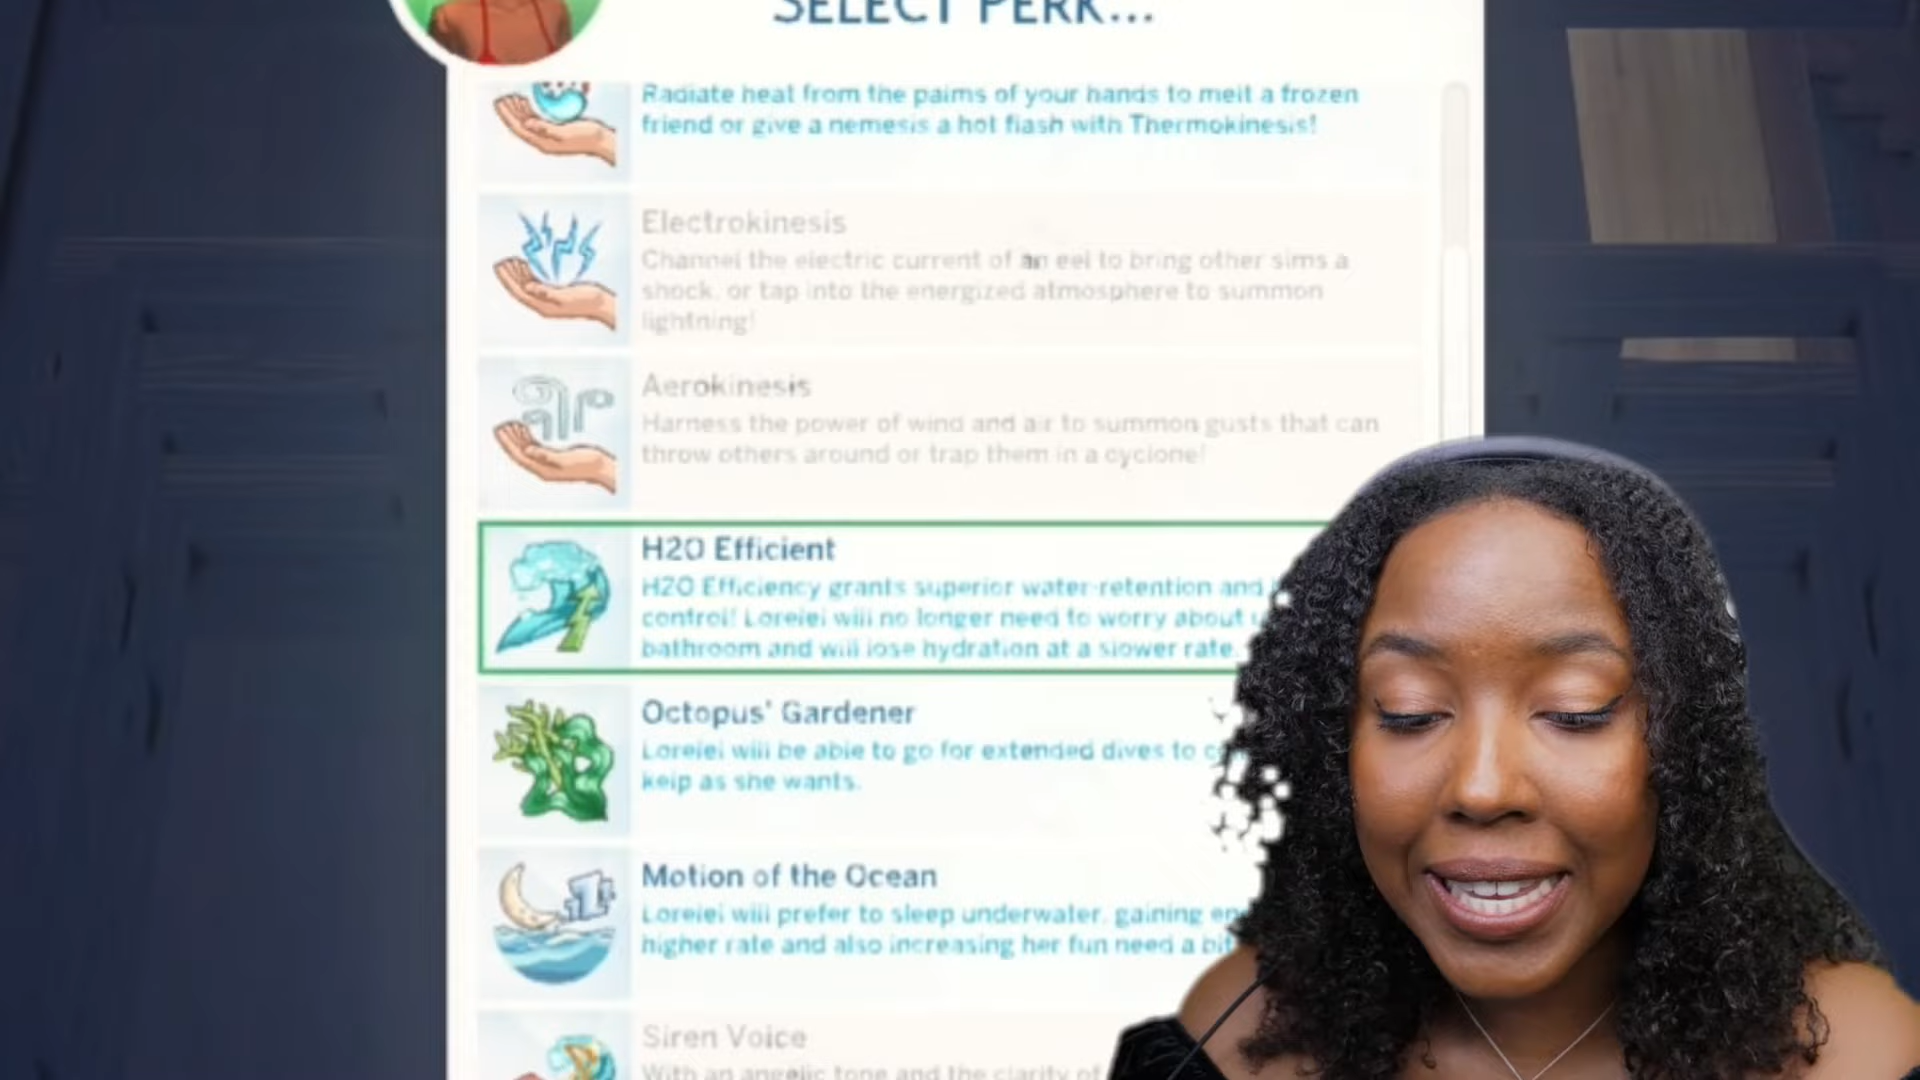 SELECT PERK...
Radiate heat from the palms of your hands to melt a frozen
friend or give a nemesis a hot flash with Thermokinesis!
Electrokinesis
Channel the electric current of an eel to bring other sims a
shock, or tap into the energized atmosphere to summon
lightning!
Aerokinesis
Harness the power of wind and air to summon gusts that can
throw others around or trap them in a cyclone!
H2O Efficient
H2O Efficiency grants superior water-retention and
control! Lorelei will no longer need to worry about
bathroom and will lose hydration at a slower rate.
Octopus' Gardener
Lorelei will be able to go for extended dives to
kelp as she wants.
Motion of the Ocean
Lorelei will prefer to sleep underwater, gaining
higher rate and also increasing her fun need a bit
Siren Voice
With an angelic tone and the clarity of